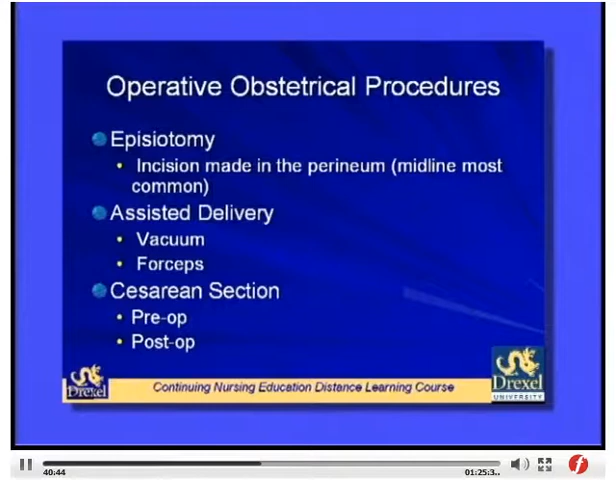 Operative Obstetrical Procedures
Episiotomy
• Incision made in the perineum (midline most
common)
Assisted Delivery
• Vacuum
• Forceps
Cesarean Section
• Pre-op
• Post-op
Drexel
Continuing Nursing Education Distance Learning Course
Drexel
UNIVERSITY
40:44
01:25:3..
f